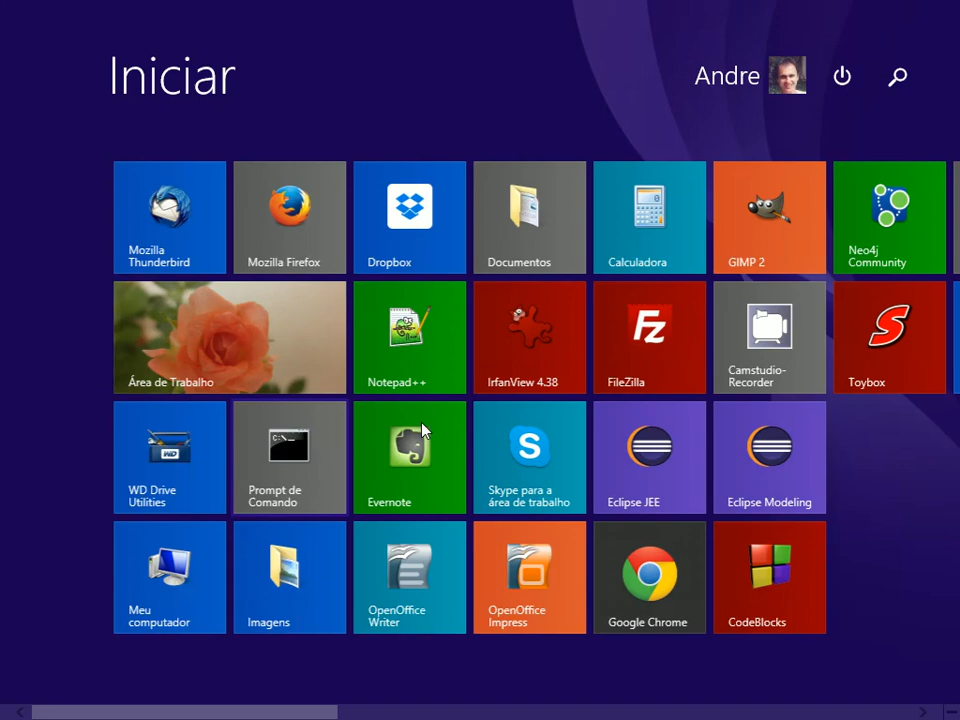 Iniciar
Andre
Mozilla
Thunderbird
Mozilla Firefox
Dropbox
Documentos
Calculadora
GIMP 2
Neo4j
Community
Área de Trabalho
Notepad++
IrfanView 4.38
Fz
FileZilla
Camstudio-
Recorder
S
Toybox
WD
WD Drive
Utilities
C:\_
Prompt de
Comando
Evernote
S
Skype para a
área de trabalho
Eclipse JEE
Eclipse Modeling
Meu
computador
Imagens
OpenOffice
Writer
OpenOffice
Impress
Google Chrome
CodeBlocks